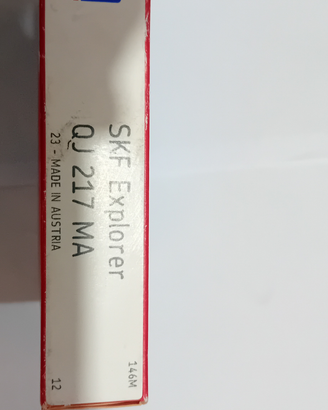 SKF Explorer
QJ 217 MA
23 - MADE IN AUSTRIA
146M
12